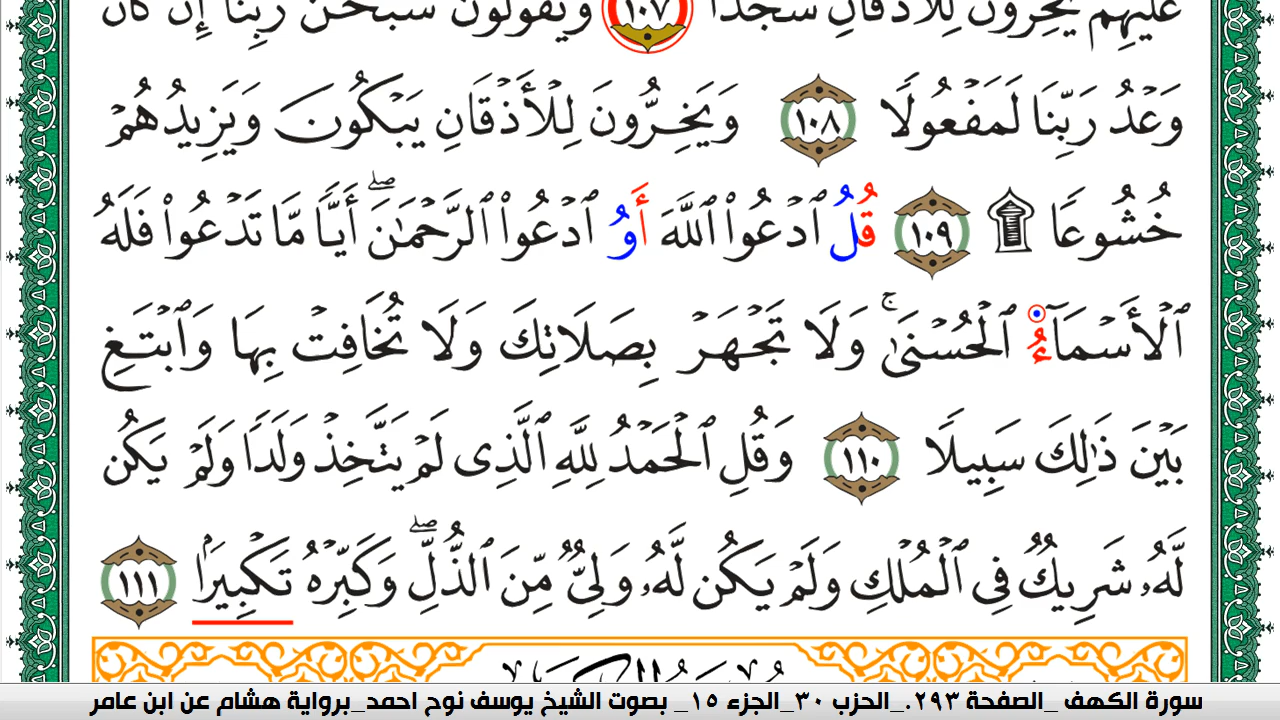 عَلَيْهِمْ يَخِرُّونَ لِلْأَذْقَانِ سُجَّدًا ۝١٠٧ وَيَقُولُونَ سُبْحَٰنَ رَبِّنَا إِن كَانَ
وَعْدُ رَبِّنَا لَمَفْعُولًا ۝١٠٨ وَيَخِرُّونَ لِلْأَذْقَانِ يَبْكُونَ وَيَزِيدُهُمْ
خُشُوعًا ۩ ۝١٠٩ قُلُ ٱدْعُوا۟ ٱللَّهَ أَوُ ٱدْعُوا۟ ٱلرَّحْمَٰنَ ۖ أَيًّا مَّا تَدْعُوا۟ فَلَهُ
ٱلْأَسْمَآءُ ٱلْحُسْنَىٰ ۚ وَلَا تَجْهَرْ بِصَلَاتِكَ وَلَا تُخَافِتْ بِهَا وَٱبْتَغِ
بَيْنَ ذَٰلِكَ سَبِيلًا ۝١١٠ وَقُلِ ٱلْحَمْدُ لِلَّهِ ٱلَّذِى لَمْ يَتَّخِذْ وَلَدًا وَلَمْ يَكُن
لَّهُۥ شَرِيكٌ فِى ٱلْمُلْكِ وَلَمْ يَكُن لَّهُۥ وَلِىٌّ مِّنَ ٱلذُّلِّ ۖ وَكَبِّرْهُ تَكْبِيرًۢا ۝١١١
سورة الكهف _الصفحة ٢٩٣._الحزب ٣٠_الجزء ١٥_ بصوت الشيخ يوسف نوح احمد_برواية هشام عن ابن عامر